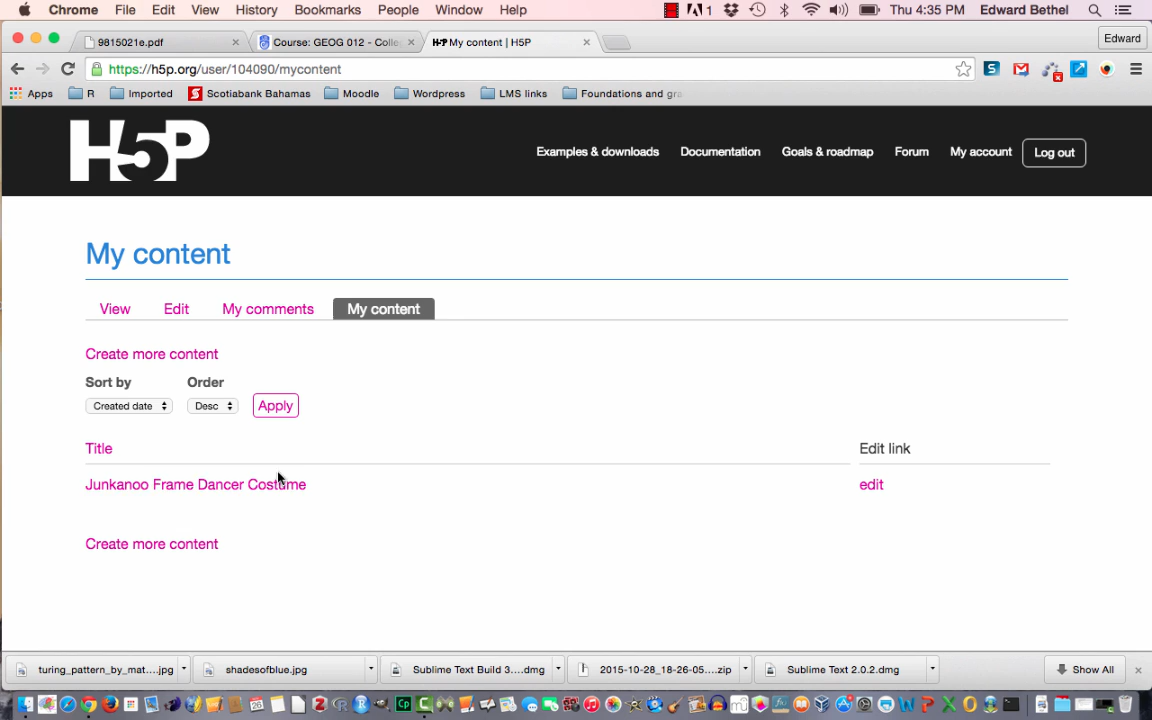 Chrome File Edit View History Bookmarks People Window Help 1 Thu 4:35 PM Edward Bethel
9815021e.pdf × Course: GEOG 012 - Colle × H-P My content | H5P × Edward
https://h5p.org/user/104090/mycontent
Apps R Imported Scotiabank Bahamas Moodle Wordpress LMS links Foundations and gra
H5P Examples & downloads Documentation Goals & roadmap Forum My account Log out
My content
View Edit My comments My content
Create more content
Sort by Order
Created date Desc Apply
Title Edit link
Junkanoo Frame Dancer Costume edit
Create more content
turing_pattern_by_mat....jpg shadesofblue.jpg Sublime Text Build 3....dmg 2015-10-28_18-26-05....zip Sublime Text 2.0.2.dmg Show All ×